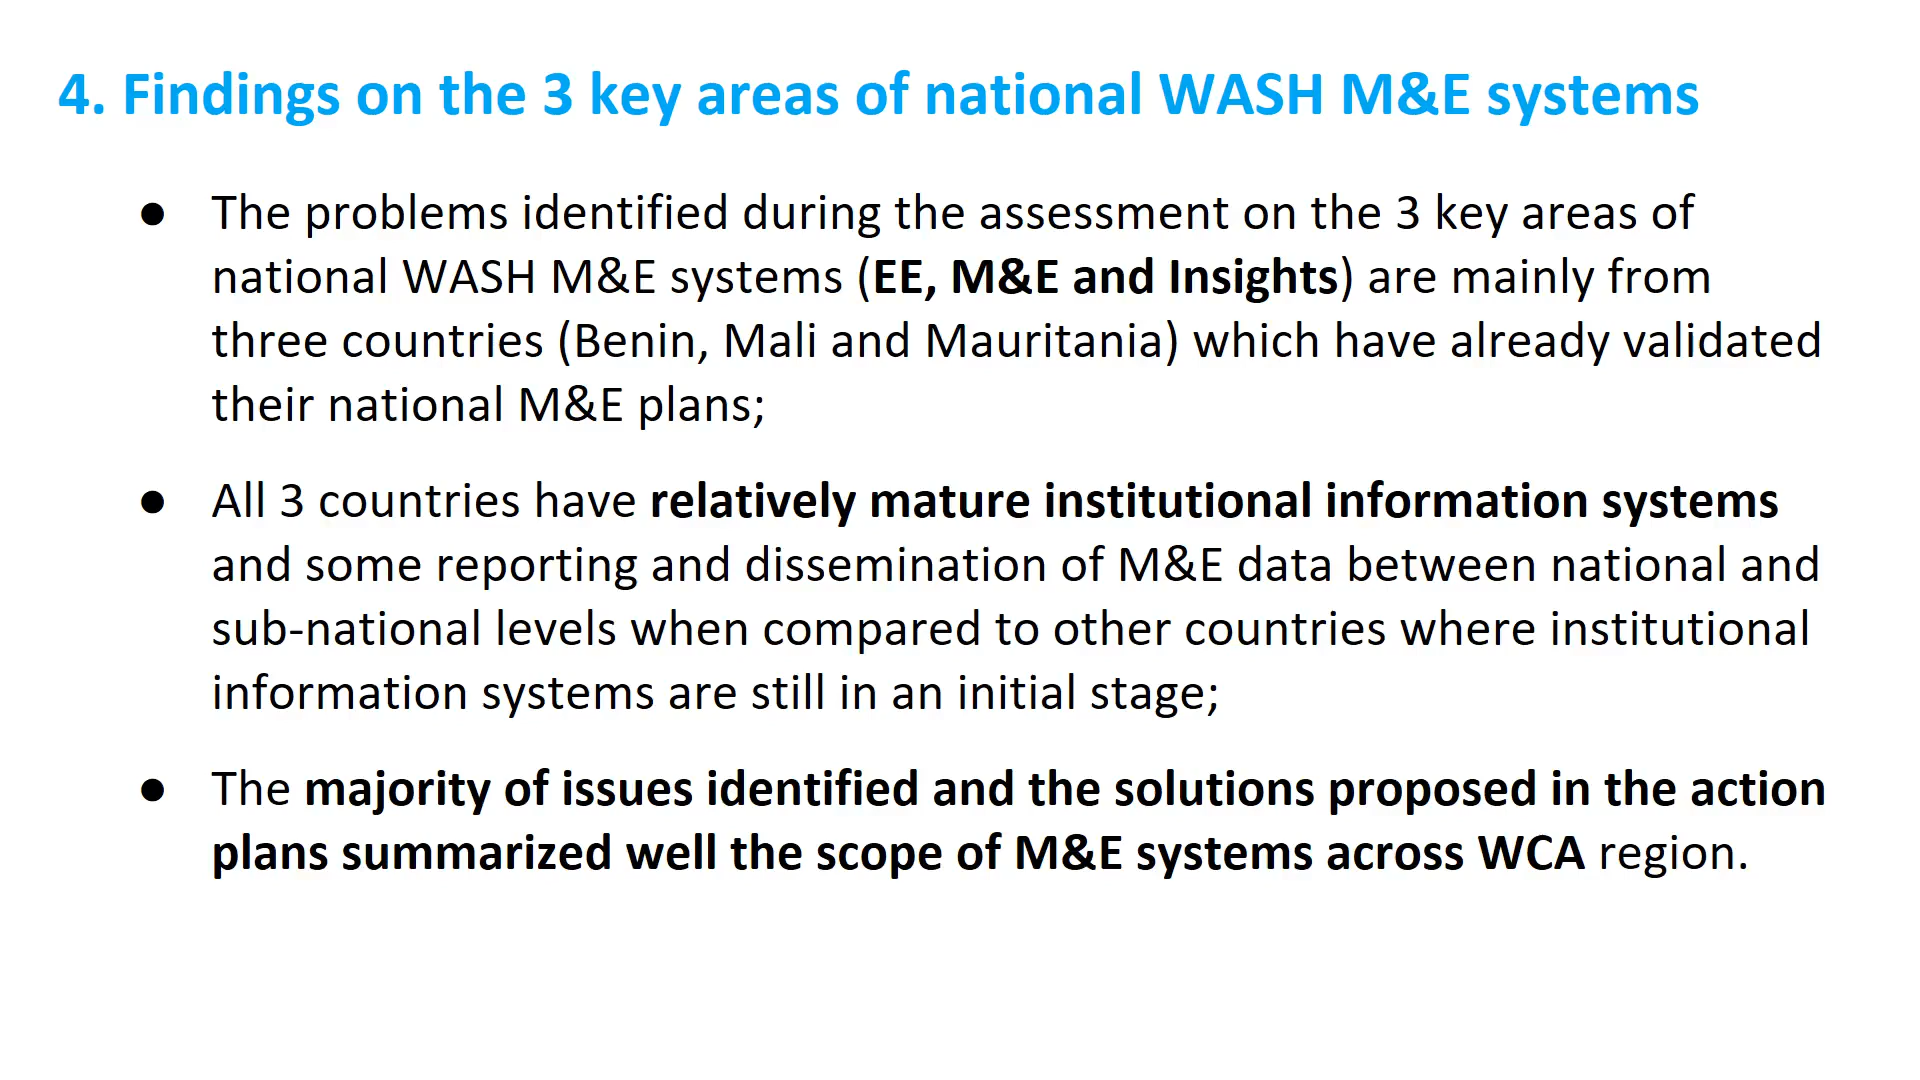 4. Findings on the 3 key areas of national WASH M&E systems
● The problems identified during the assessment on the 3 key areas of
national WASH M&E systems (EE, M&E and Insights) are mainly from
three countries (Benin, Mali and Mauritania) which have already validated
their national M&E plans;
● All 3 countries have relatively mature institutional information systems
and some reporting and dissemination of M&E data between national and
sub-national levels when compared to other countries where institutional
information systems are still in an initial stage;
● The majority of issues identified and the solutions proposed in the action
plans summarized well the scope of M&E systems across WCA region.